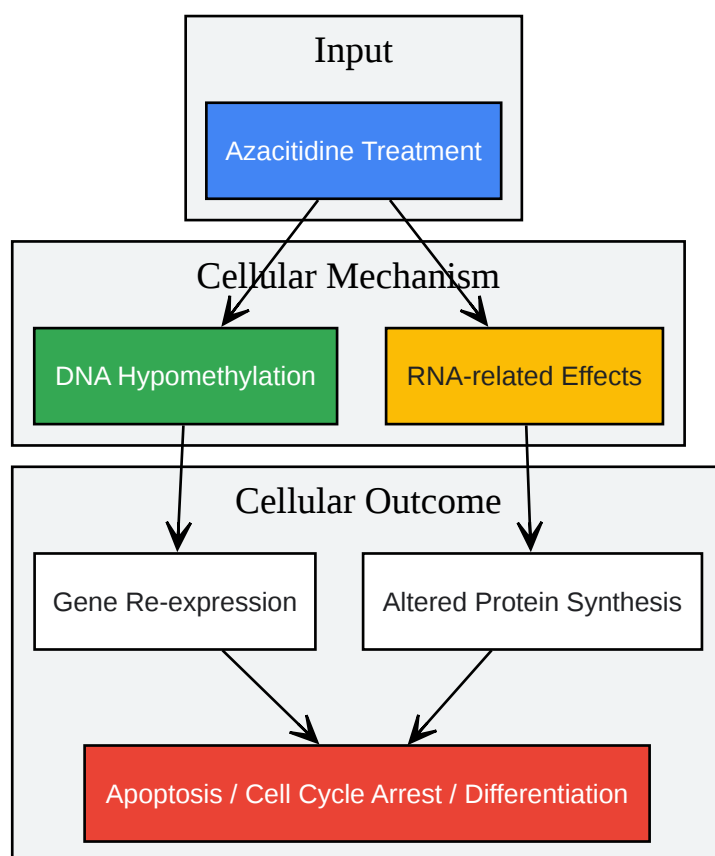 Input
Azacitidine Treatment
Cellular Mechanism
DNA Hypomethylation
RNA-related Effects
Cellular Outcome
Gene Re-expression
Altered Protein Synthesis
Apoptosis / Cell Cycle Arrest / Differentiation